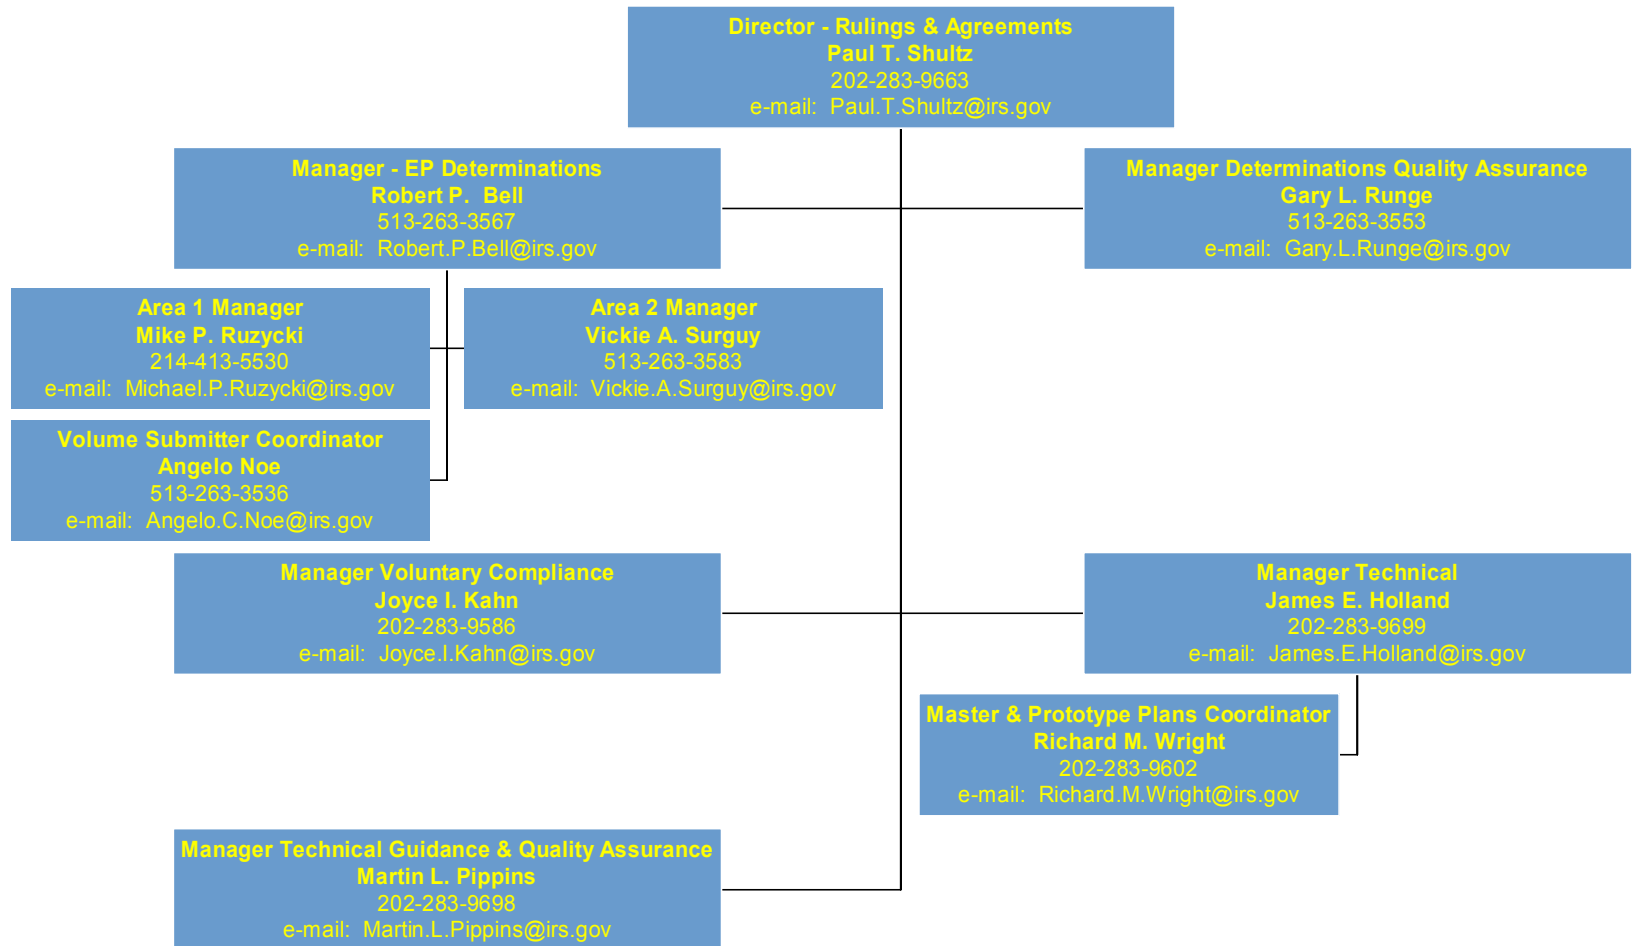 Director - Rulings & Agreements
Paul T. Shultz
202-283-9663
e-mail:  Paul.T.Shultz@irs.gov
Manager - EP Determinations
Robert P.  Bell
513-263-3567
e-mail:  Robert.P.Bell@irs.gov
Manager Determinations Quality Assurance
Gary L. Runge
513-263-3553
e-mail:  Gary.L.Runge@irs.gov
Area 1 Manager
Mike P. Ruzycki
214-413-5530
e-mail:  Michael.P.Ruzycki@irs.gov
Area 2 Manager
Vickie A. Surguy
513-263-3583
e-mail:  Vickie.A.Surguy@irs.gov
Volume Submitter Coordinator
Angelo Noe
513-263-3536
e-mail:  Angelo.C.Noe@irs.gov
Manager Voluntary Compliance
Joyce I. Kahn
202-283-9586
e-mail:  Joyce.I.Kahn@irs.gov
Manager Technical
James E. Holland
202-283-9699
e-mail:  James.E.Holland@irs.gov
Master & Prototype Plans Coordinator
Richard M. Wright
202-283-9602
e-mail:  Richard.M.Wright@irs.gov
Manager Technical Guidance & Quality Assurance
Martin L. Pippins
202-283-9698
e-mail:  Martin.L.Pippins@irs.gov